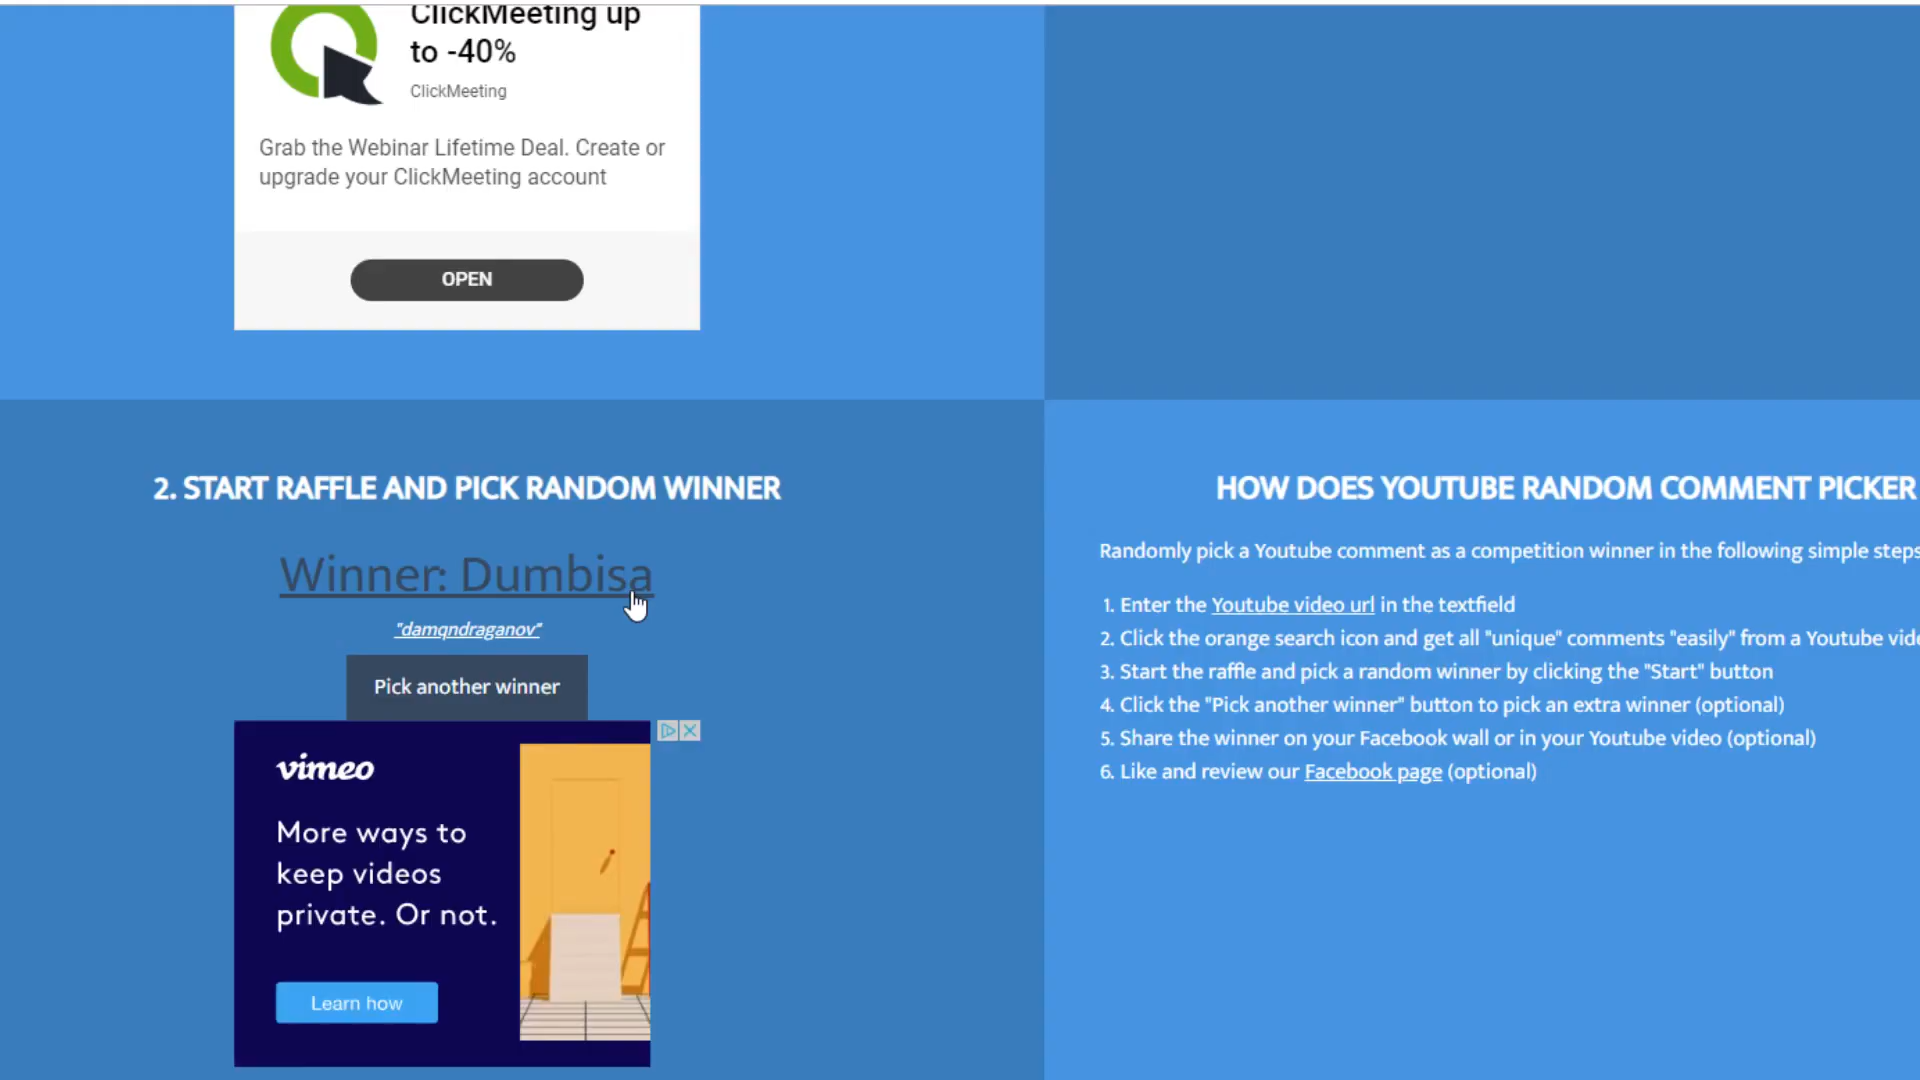 ClickMeeting up
to -40%
ClickMeeting
Grab the Webinar Lifetime Deal. Create or
upgrade your ClickMeeting account
OPEN
2. START RAFFLE AND PICK RANDOM WINNER
Winner: Dumbisa
"damqndraganov"
Pick another winner
vimeo
More ways to
keep videos
private. Or not.
Learn how
HOW DOES YOUTUBE RANDOM COMMENT PICKER
Randomly pick a Youtube comment as a competition winner in the following simple steps
1. Enter the Youtube video url in the textfield
2. Click the orange search icon and get all "unique" comments "easily" from a Youtube vide
3. Start the raffle and pick a random winner by clicking the "Start" button
4. Click the "Pick another winner" button to pick an extra winner (optional)
5. Share the winner on your Facebook wall or in your Youtube video (optional)
6. Like and review our Facebook page (optional)